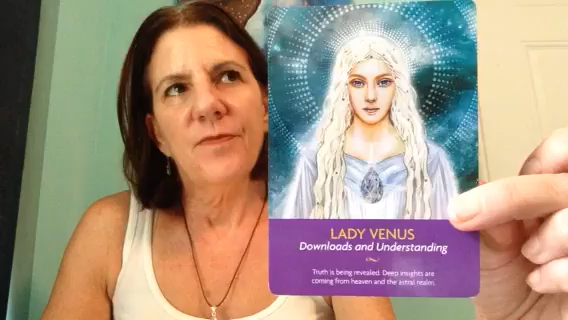 LADY VENUS
Downloads and Understanding
Truth is being revealed. Deep insights are
coming from heaven and the astral realm.